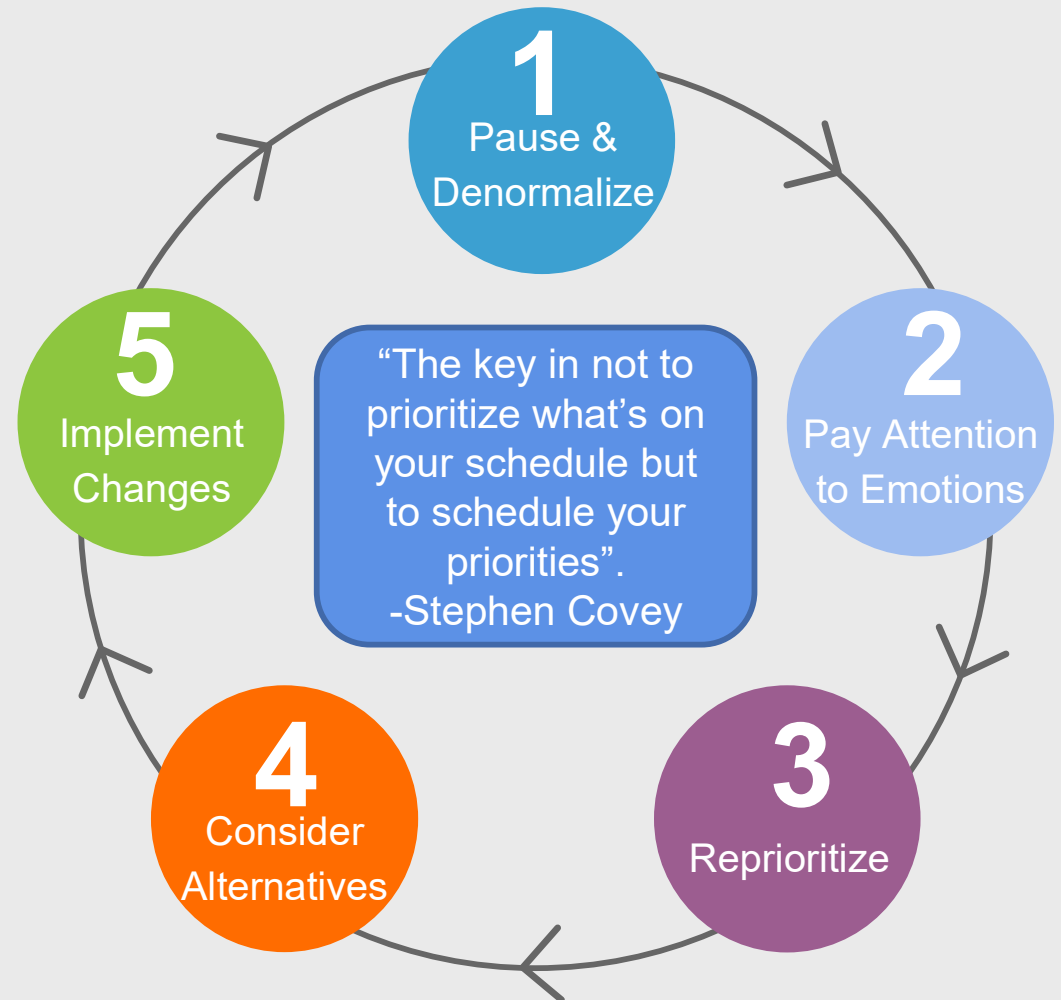 1
Pause &
Denormalize
2
Pay Attention
to Emotions
3
Reprioritize
4
Consider
Alternatives
5
Implement
Changes
“The key in not to
prioritize what’s on
your schedule but
to schedule your
priorities”.
-Stephen Covey